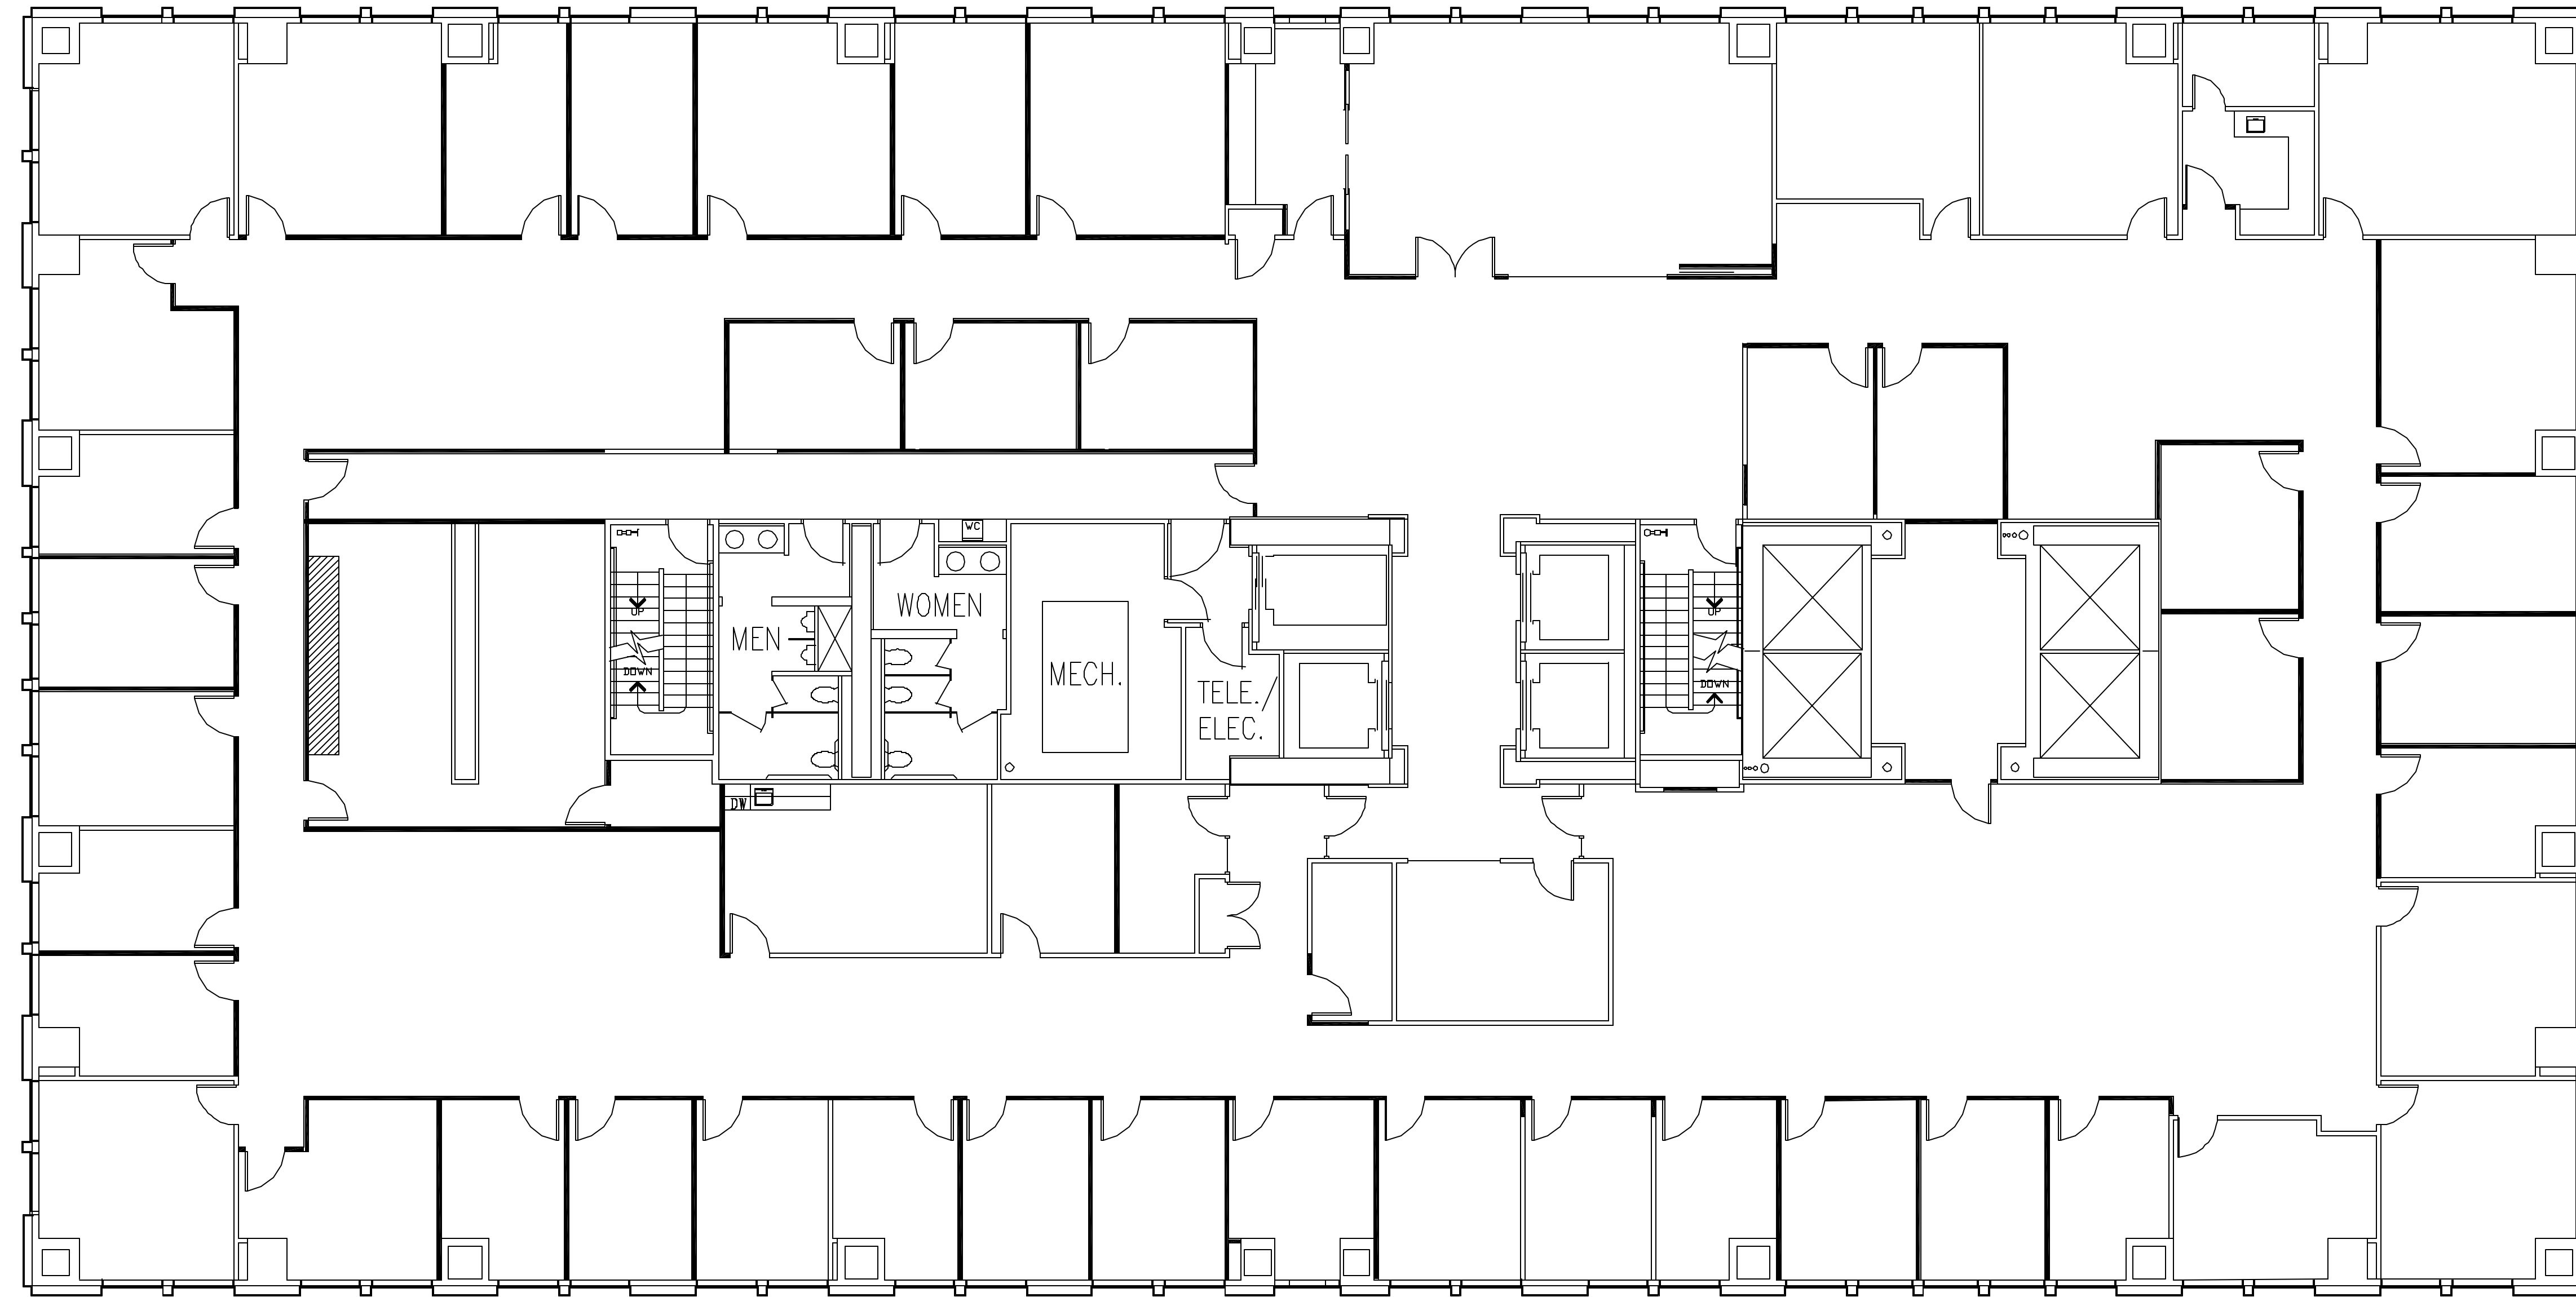 WC
UP
UP
WOMEN
MEN
DOWN
MECH.
DOWN
TELE./
ELEC.
DW